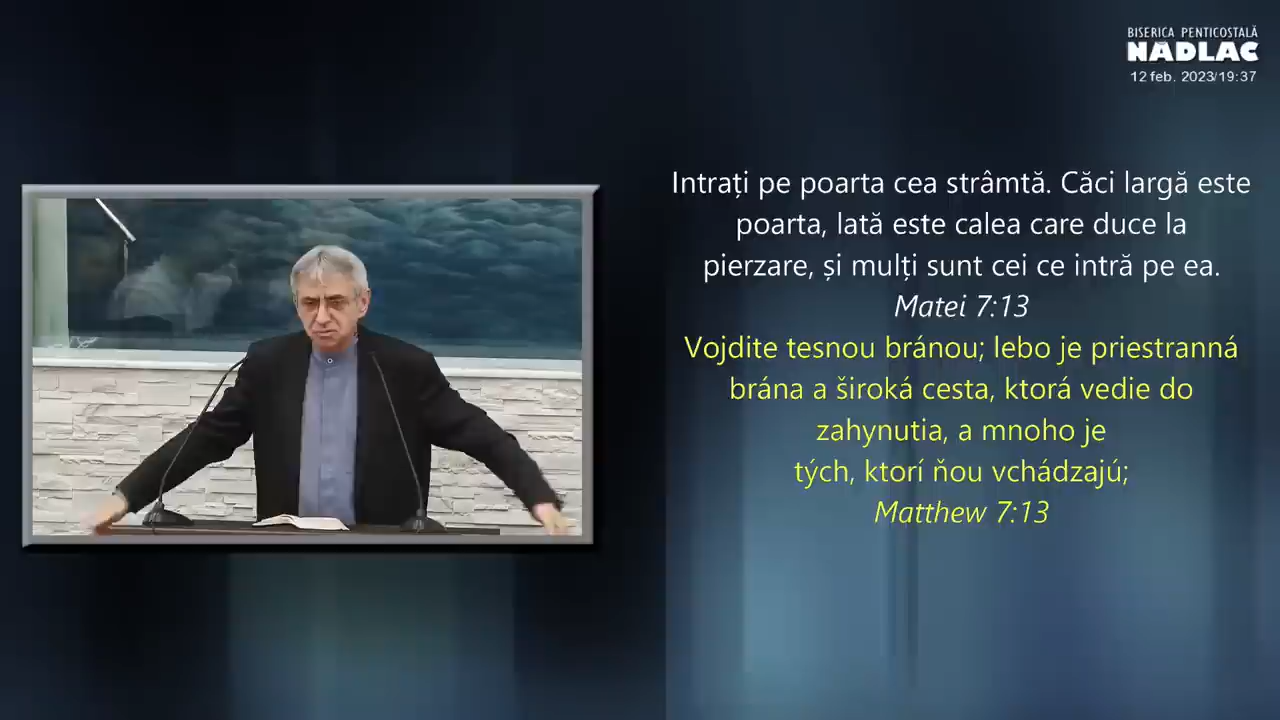 BISERICA PENTICOSTALĂ
NĂDLAC
12 feb. 2023/19:37
Intrați pe poarta cea strâmtă. Căci largă este
poarta, lată este calea care duce la
pierzare, și mulți sunt cei ce intră pe ea.
Matei 7:13
Vojdite tesnou bránou; lebo je priestranná
brána a široká cesta, ktorá vedie do
zahynutia, a mnoho je
tých, ktorí ňou vchádzajú;
Matthew 7:13